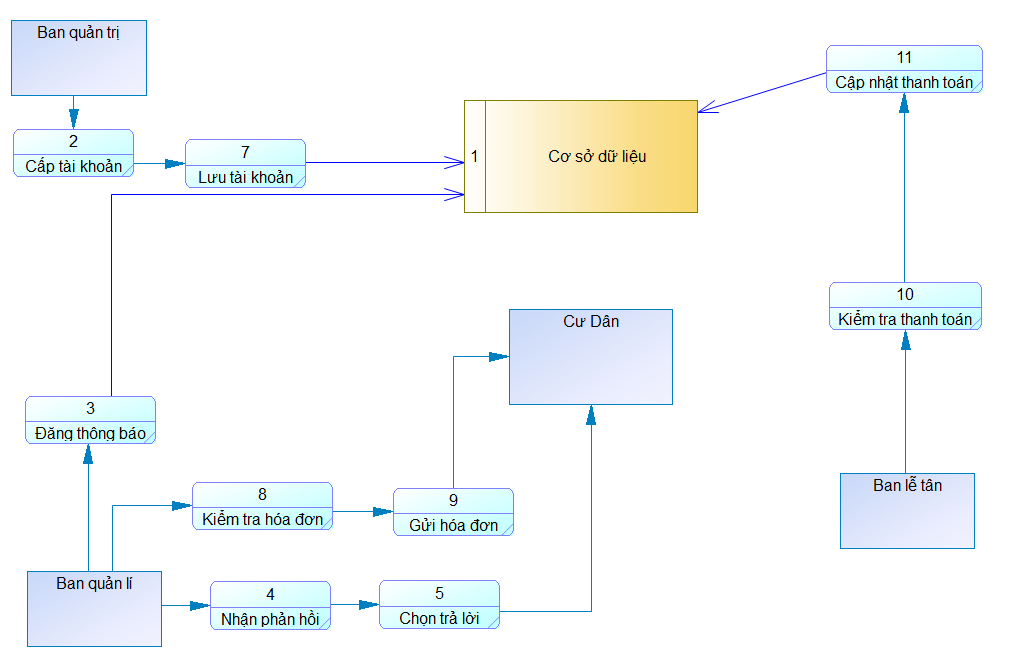 Ban quản trị
11
Cập nhật thanh toán
2
Cấp tài khoản
7
Lưu tài khoản
1
Cơ sở dữ liệu
10
Kiểm tra thanh toán
Cư Dân
3
Đăng thông báo
8
Kiểm tra hóa đơn
9
Gửi hóa đơn
Ban lễ tân
Ban quản lí
4
Nhận phản hồi
5
Chọn trả lời